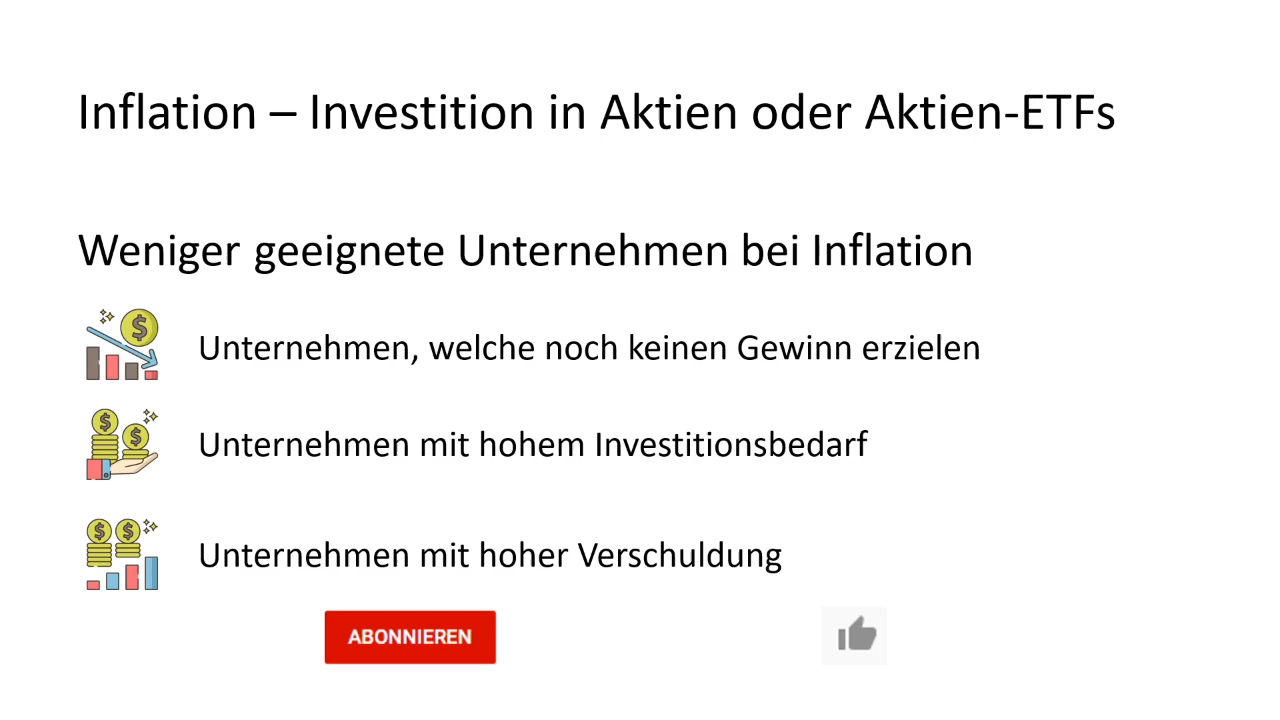 Inflation – Investition in Aktien oder Aktien-ETFs
Weniger geeignete Unternehmen bei Inflation
Unternehmen, welche noch keinen Gewinn erzielen
Unternehmen mit hohem Investitionsbedarf
Unternehmen mit hoher Verschuldung
ABONNIEREN